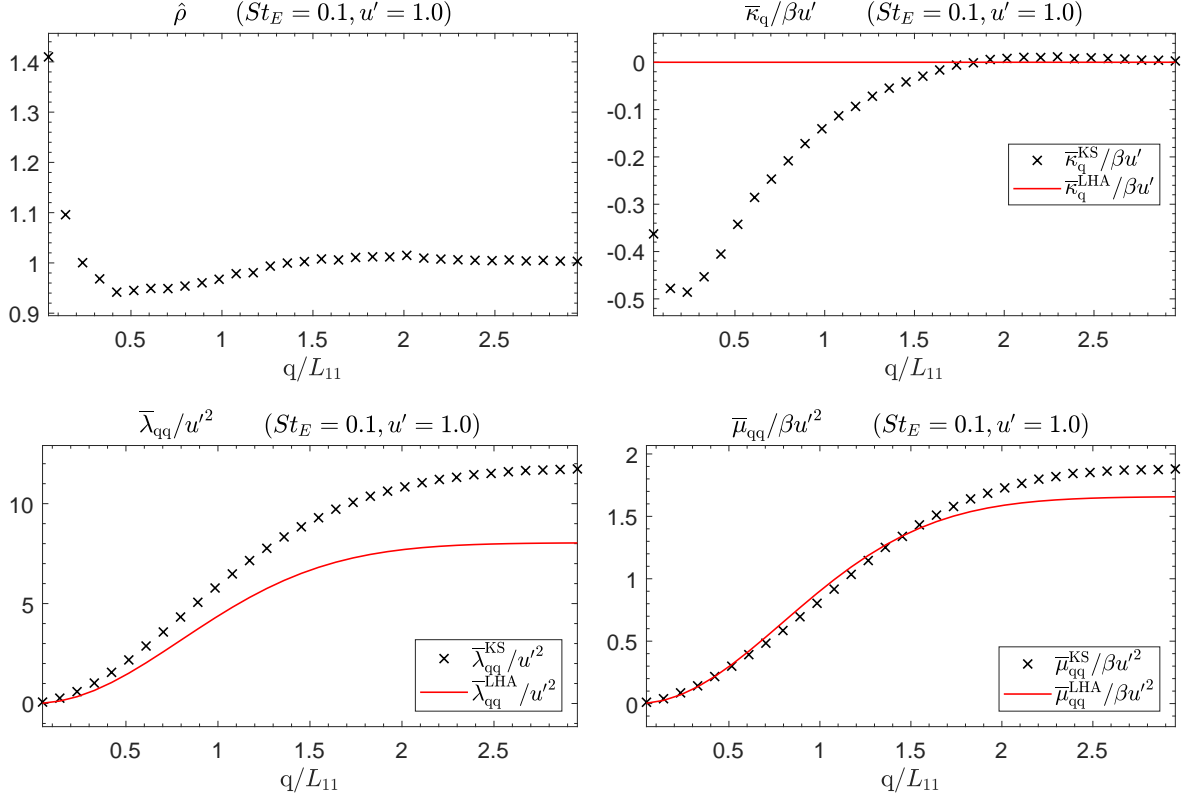 ρ̂ (St_E = 0.1, u′ = 1.0)
1.4
1.3
1.2
1.1
1
0.9
0.5 1 1.5 2 2.5
q/L₁₁
κ̅_q/βu′ (St_E = 0.1, u′ = 1.0)
0
-0.1
-0.2
-0.3
-0.4
-0.5
κ̅_q^KS/βu′
κ̅_q^LHA/βu′
0.5 1 1.5 2 2.5
q/L₁₁
λ̅_qq/u′² (St_E = 0.1, u′ = 1.0)
10
5
0
λ̅_qq^KS/u′²
λ̅_qq^LHA/u′²
0.5 1 1.5 2 2.5
q/L₁₁
μ̅_qq/βu′² (St_E = 0.1, u′ = 1.0)
2
1.5
1
0.5
0
μ̅_qq^KS/βu′²
μ̅_qq^LHA/βu′²
0.5 1 1.5 2 2.5
q/L₁₁